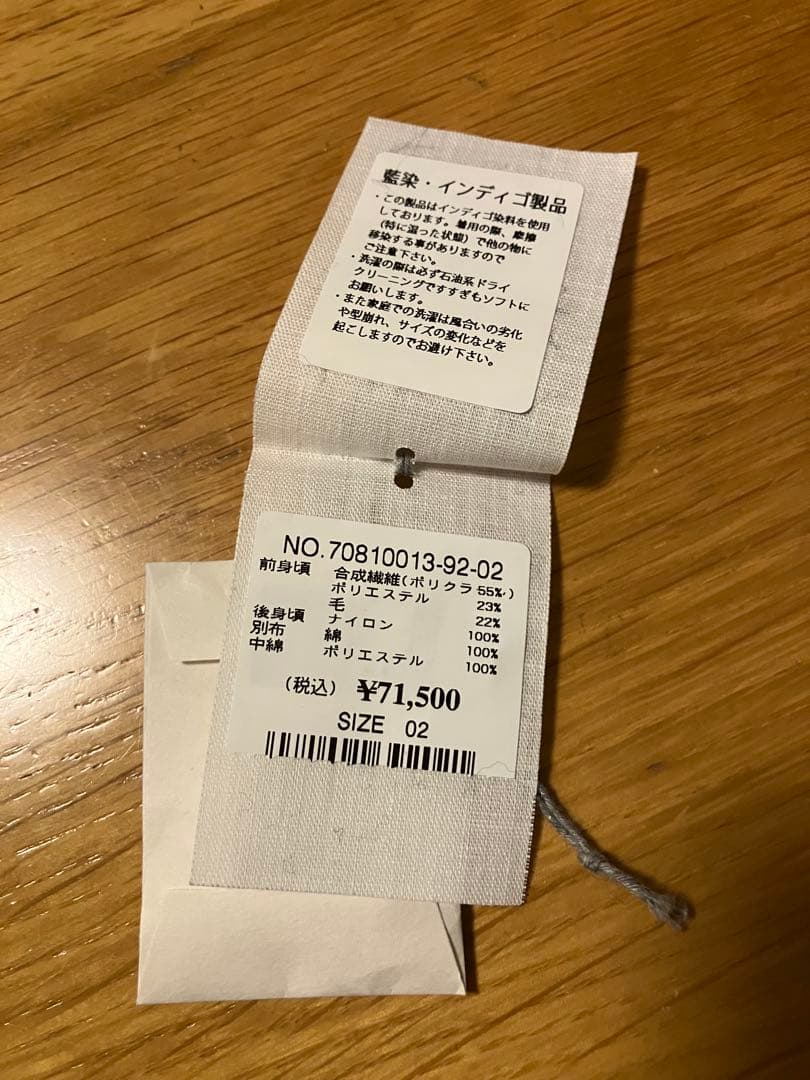 藍染・インディゴ製品
・この製品はインディゴ染料を使用
しております。着用の際、摩擦
(特に湿った状態)で他の物に
移染する事がありますので
ご注意下さい。
・洗濯の際は必ず石油系ドライ
クリーニングですすぎもソフトに
お願いします。
・また家庭での洗濯は風合いの劣化
や型崩れ、サイズの変化などを
起こしますのでお避け下さい。
NO.70810013-92-02
前身頃 合成繊維(ポリクラ 55%)
ポリエステル 23%
毛 22%
後身頃 ナイロン 100%
別布 綿 100%
中綿 ポリエステル 100%
(税込) ¥71,500
SIZE 02